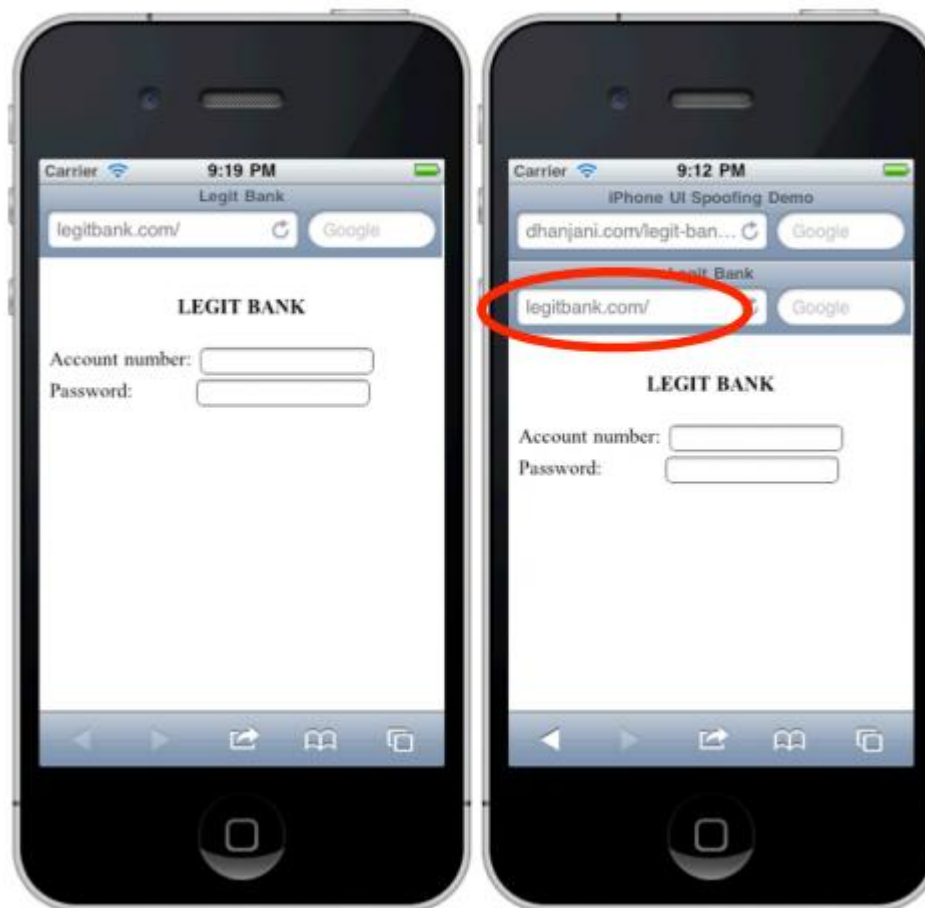 Carrier 9:19 PM
Legit Bank
legitbank.com/ Google
LEGIT BANK
Account number:
Password:
Carrier 9:12 PM
iPhone UI Spoofing Demo
dhanjani.com/legit-ban... Google
Legit Bank
legitbank.com/ Google
LEGIT BANK
Account number:
Password: